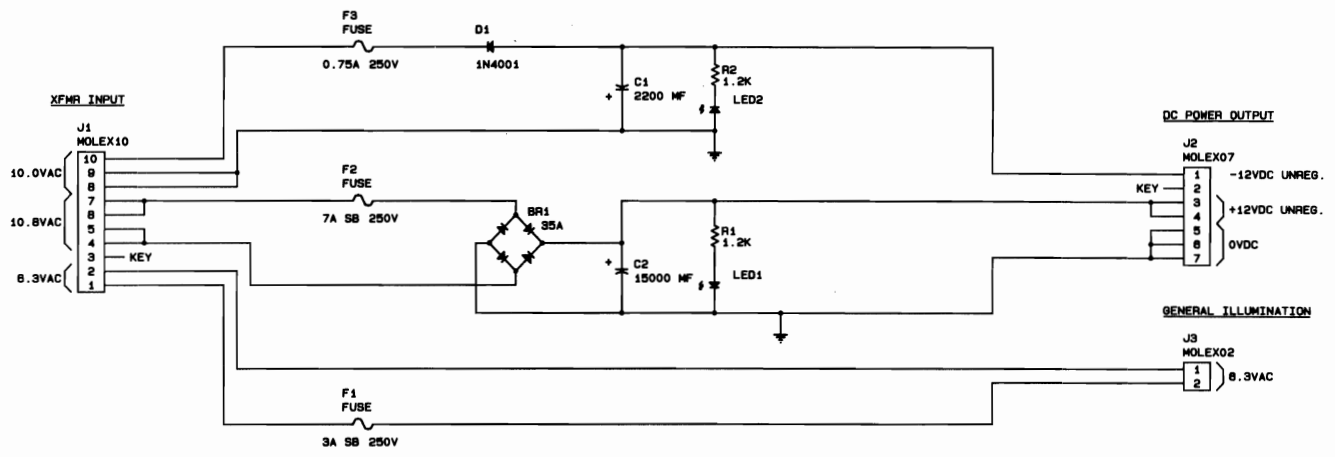 F3
FUSE
0.75A 250V
D1
1N4001
C1
2200 MF
+
R2
1.2K
LED2
XFMR INPUT
J1
MOLEX10
10
9
8
7
6
5
4
3
2
1
10.0VAC
10.8VAC
6.3VAC
KEY
F2
FUSE
7A SB 250V
BR1
35A
+
C2
15000 MF
R1
1.2K
LED1
DC POWER OUTPUT
J2
MOLEX07
1
2
3
4
5
6
7
KEY
-12VDC UNREG.
+12VDC UNREG.
0VDC
GENERAL ILLUMINATION
J3
MOLEX02
1
2
6.3VAC
F1
FUSE
3A SB 250V